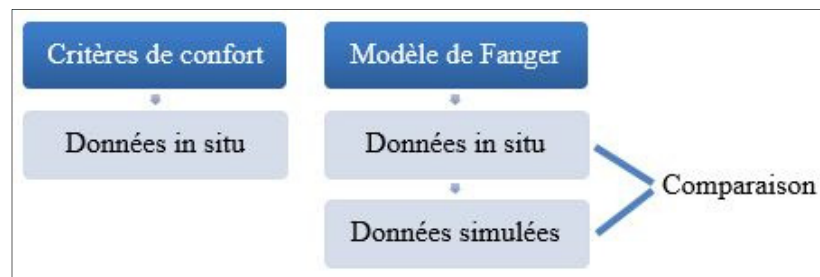 Critères de confort
Données in situ
Modèle de Fanger
Données in situ
Données simulées
Comparaison